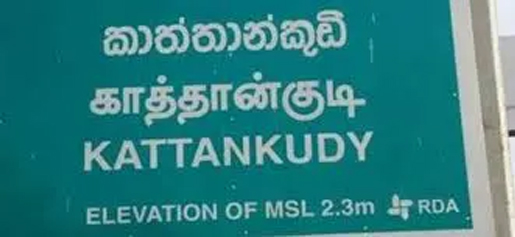 කාත්තාන්කුඩි
காத்தான்குடி
KATTANKUDY
ELEVATION OF MSL 2.3m RDA